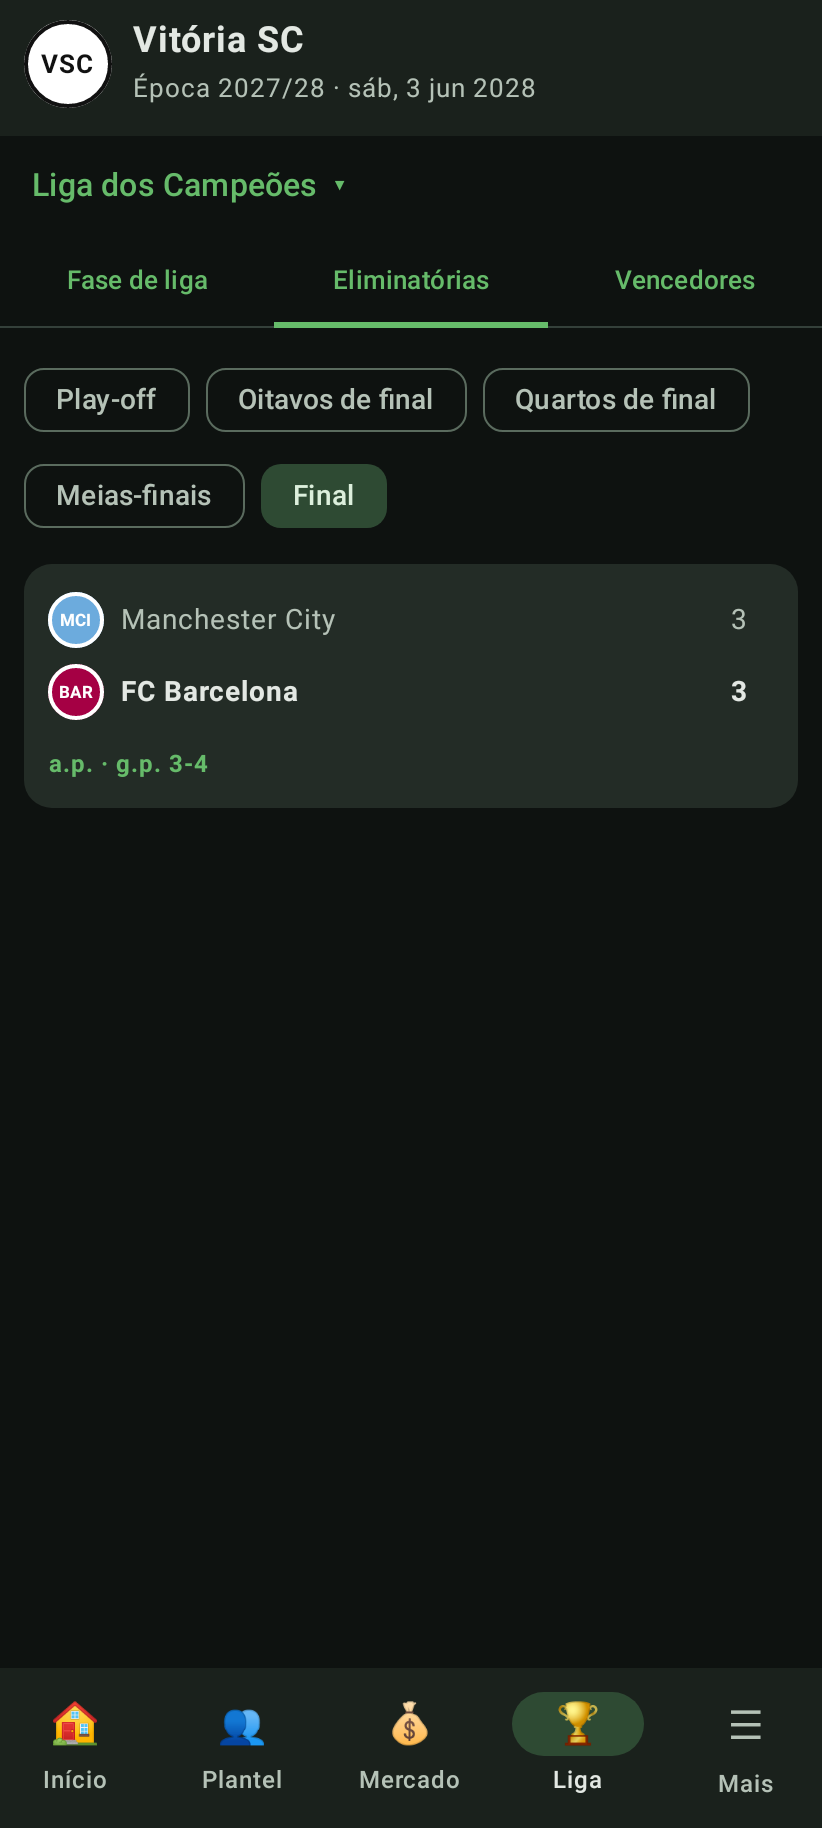 VSC
Vitória SC
Época 2027/28 · sáb, 3 jun 2028
Liga dos Campeões ▼
Fase de liga Eliminatórias Vencedores
Play-off Oitavos de final Quartos de final
Meias-finais Final
MCI Manchester City 3
BAR FC Barcelona 3
a.p. · g.p. 3-4
Início Plantel Mercado Liga Mais